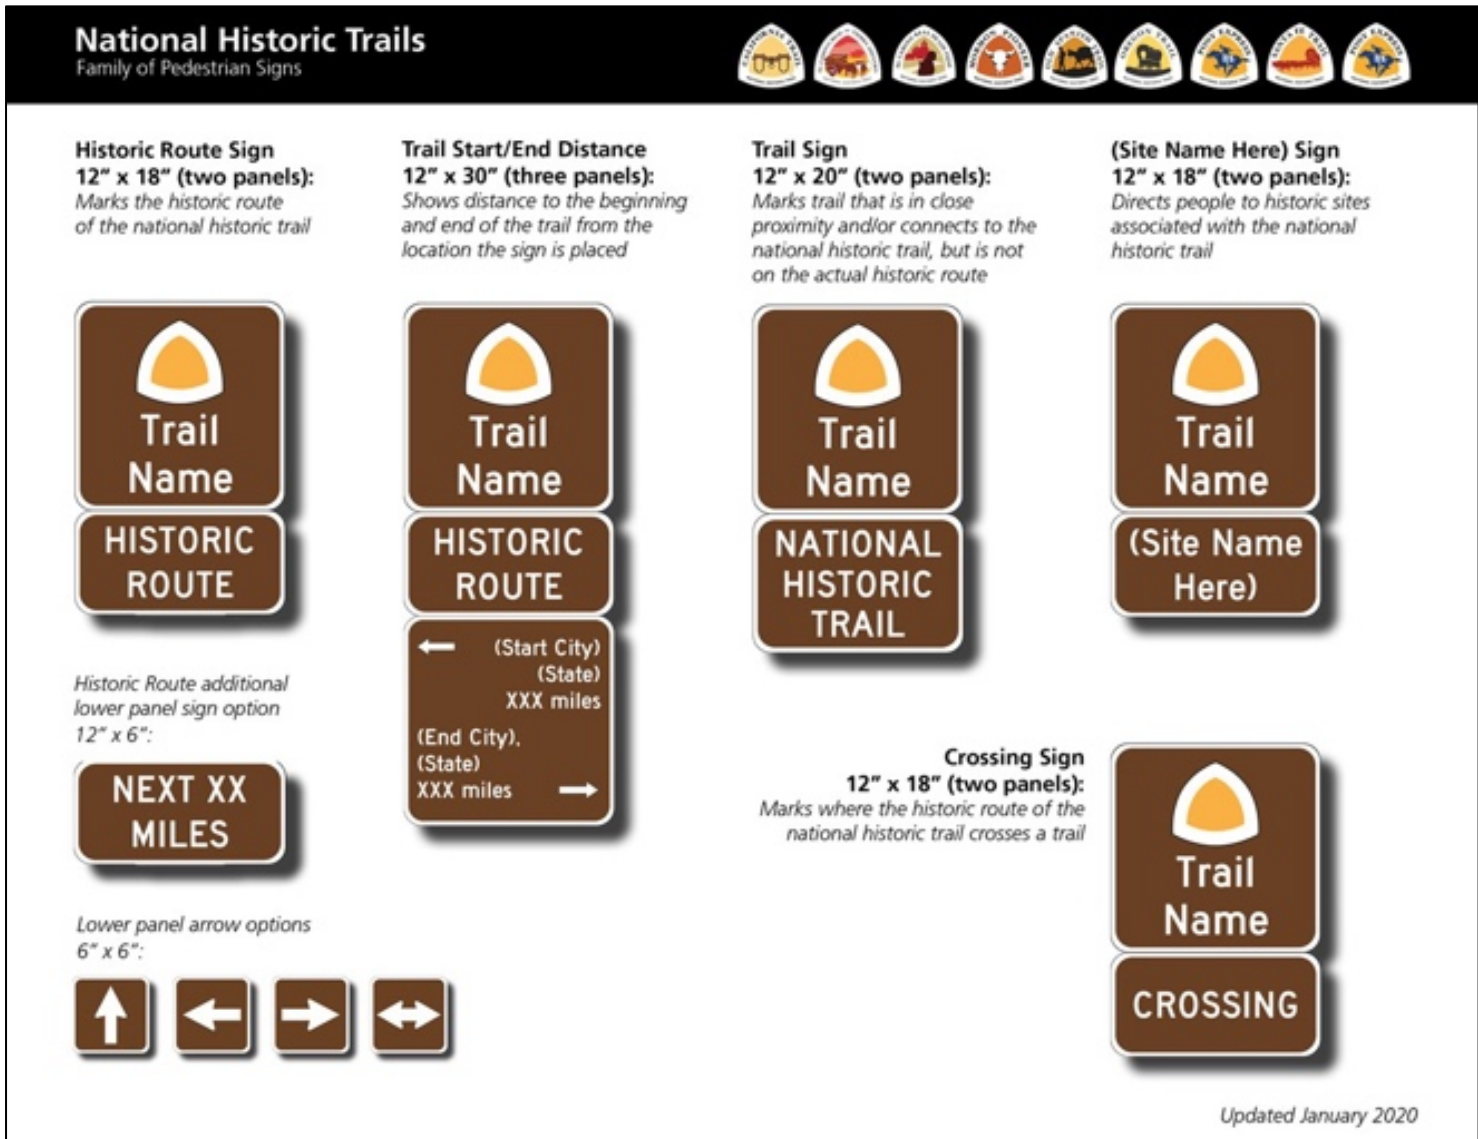 National Historic Trails
Family of Pedestrian Signs
Historic Route Sign
12" x 18" (two panels):
Marks the historic route
of the national historic trail
Trail
Name
HISTORIC
ROUTE
Historic Route additional
lower panel sign option
12" x 6":
NEXT XX
MILES
Lower panel arrow options
6" x 6":
Trail Start/End Distance
12" x 30" (three panels):
Shows distance to the beginning
and end of the trail from the
location the sign is placed
Trail
Name
HISTORIC
ROUTE
(Start City)
(State)
XXX miles
(End City),
(State)
XXX miles
Trail Sign
12" x 20" (two panels):
Marks trail that is in close
proximity and/or connects to the
national historic trail, but is not
on the actual historic route
Trail
Name
NATIONAL
HISTORIC
TRAIL
(Site Name Here) Sign
12" x 18" (two panels):
Directs people to historic sites
associated with the national
historic trail
Trail
Name
(Site Name
Here)
Crossing Sign
12" x 18" (two panels):
Marks where the historic route of the
national historic trail crosses a trail
Trail
Name
CROSSING
Updated January 2020